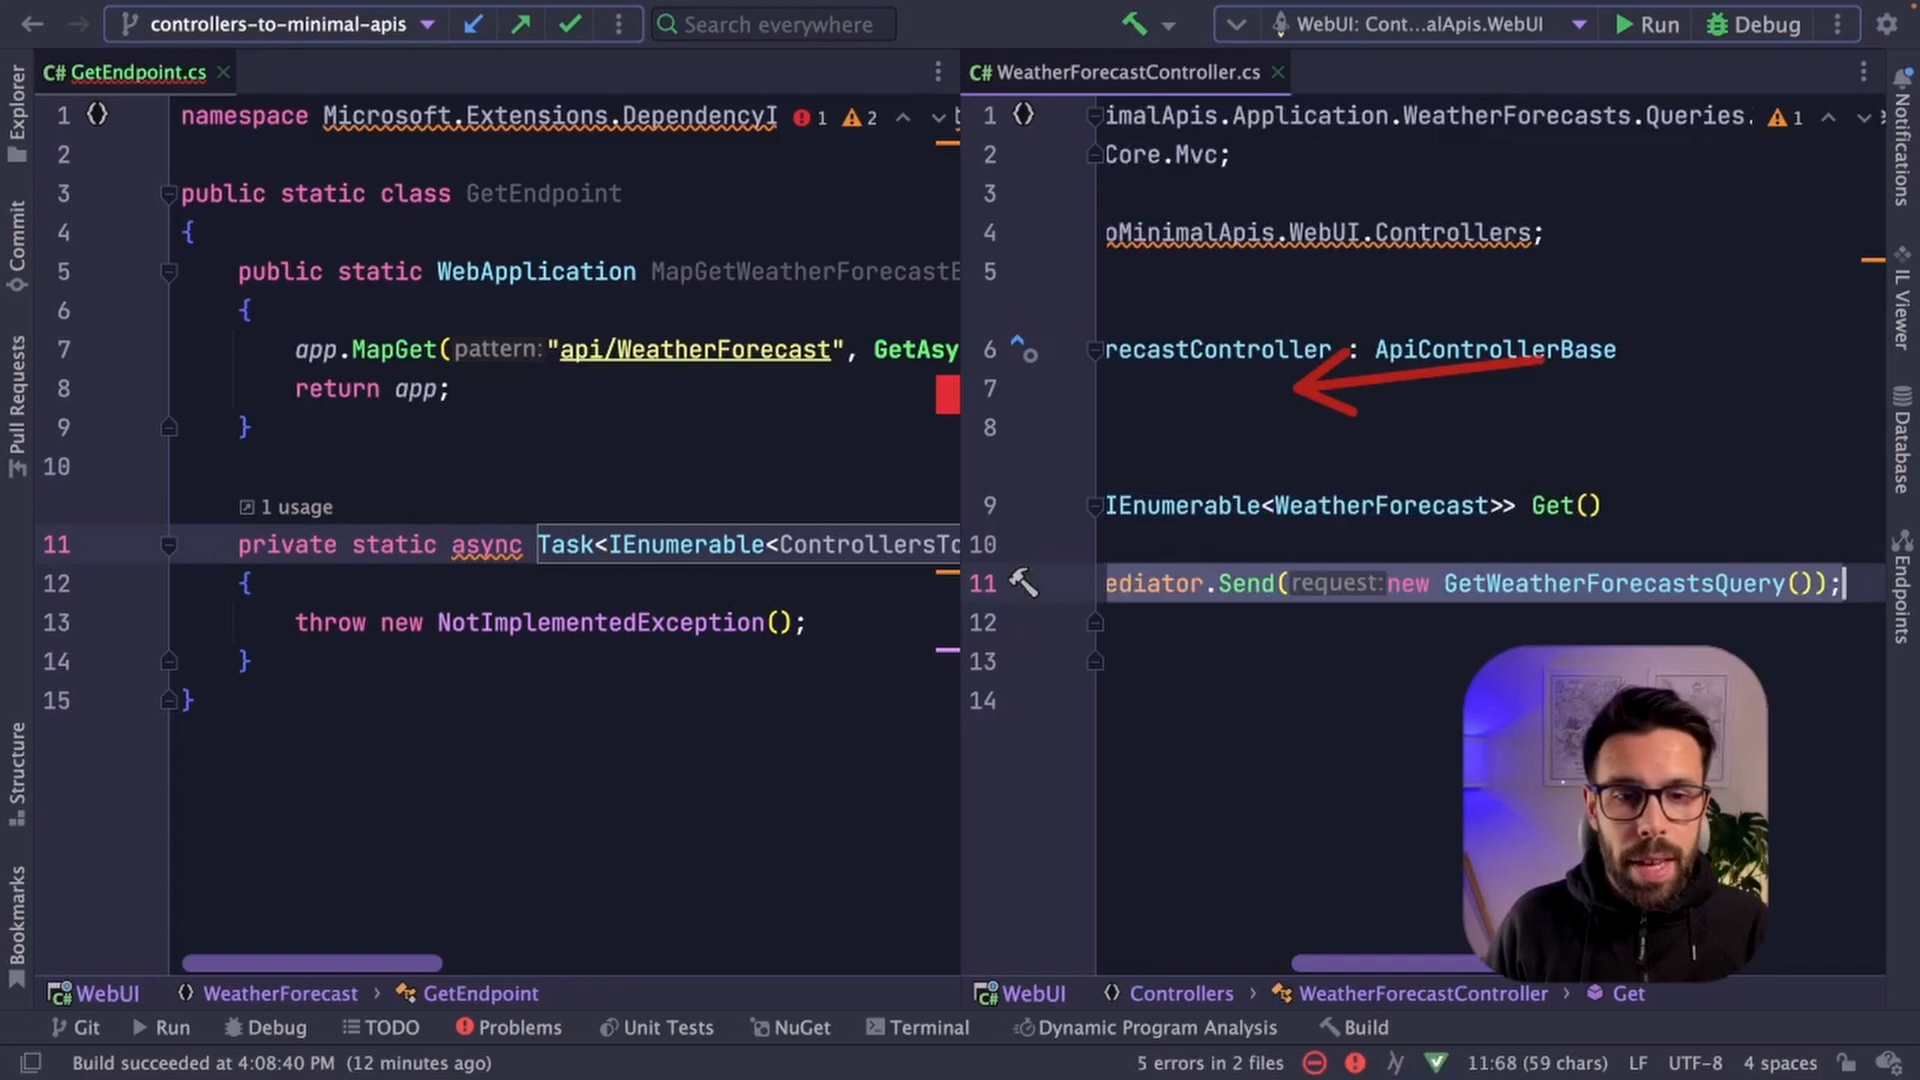 controllers-to-minimal-apis
Search everywhere
WebUI: Cont...alApis.WebUI
Run
Debug
C# GetEndpoint.cs
C# WeatherForecastController.cs
Explorer
Commit
Pull Requests
Structure
Bookmarks
1 namespace Microsoft.Extensions.DependencyI 1 2
2
3 public static class GetEndpoint
4 {
5 public static WebApplication MapGetWeatherForecastE
6 {
7 app.MapGet(pattern: "api/WeatherForecast", GetAsy
8 return app;
9 }
10
1 usage
11 private static async Task<IEnumerable<ControllersTo
12 {
13 throw new NotImplementedException();
14 }
15 }
1 imalApis.Application.WeatherForecasts.Queries. 1
2 Core.Mvc;
3
4 oMinimalApis.WebUI.Controllers;
5
6 recastController : ApiControllerBase
7
8
9 IEnumerable<WeatherForecast>> Get()
10
11 ediator.Send(request: new GetWeatherForecastsQuery());
12
13
14
Notifications
IL Viewer
Database
Endpoints
WebUI
WeatherForecast
GetEndpoint
WebUI
Controllers
WeatherForecastController
Get
Git
Run
Debug
TODO
Problems
Unit Tests
NuGet
Terminal
Dynamic Program Analysis
Build
Build succeeded at 4:08:40 PM (12 minutes ago)
5 errors in 2 files
11:68 (59 chars)
LF
UTF-8
4 spaces